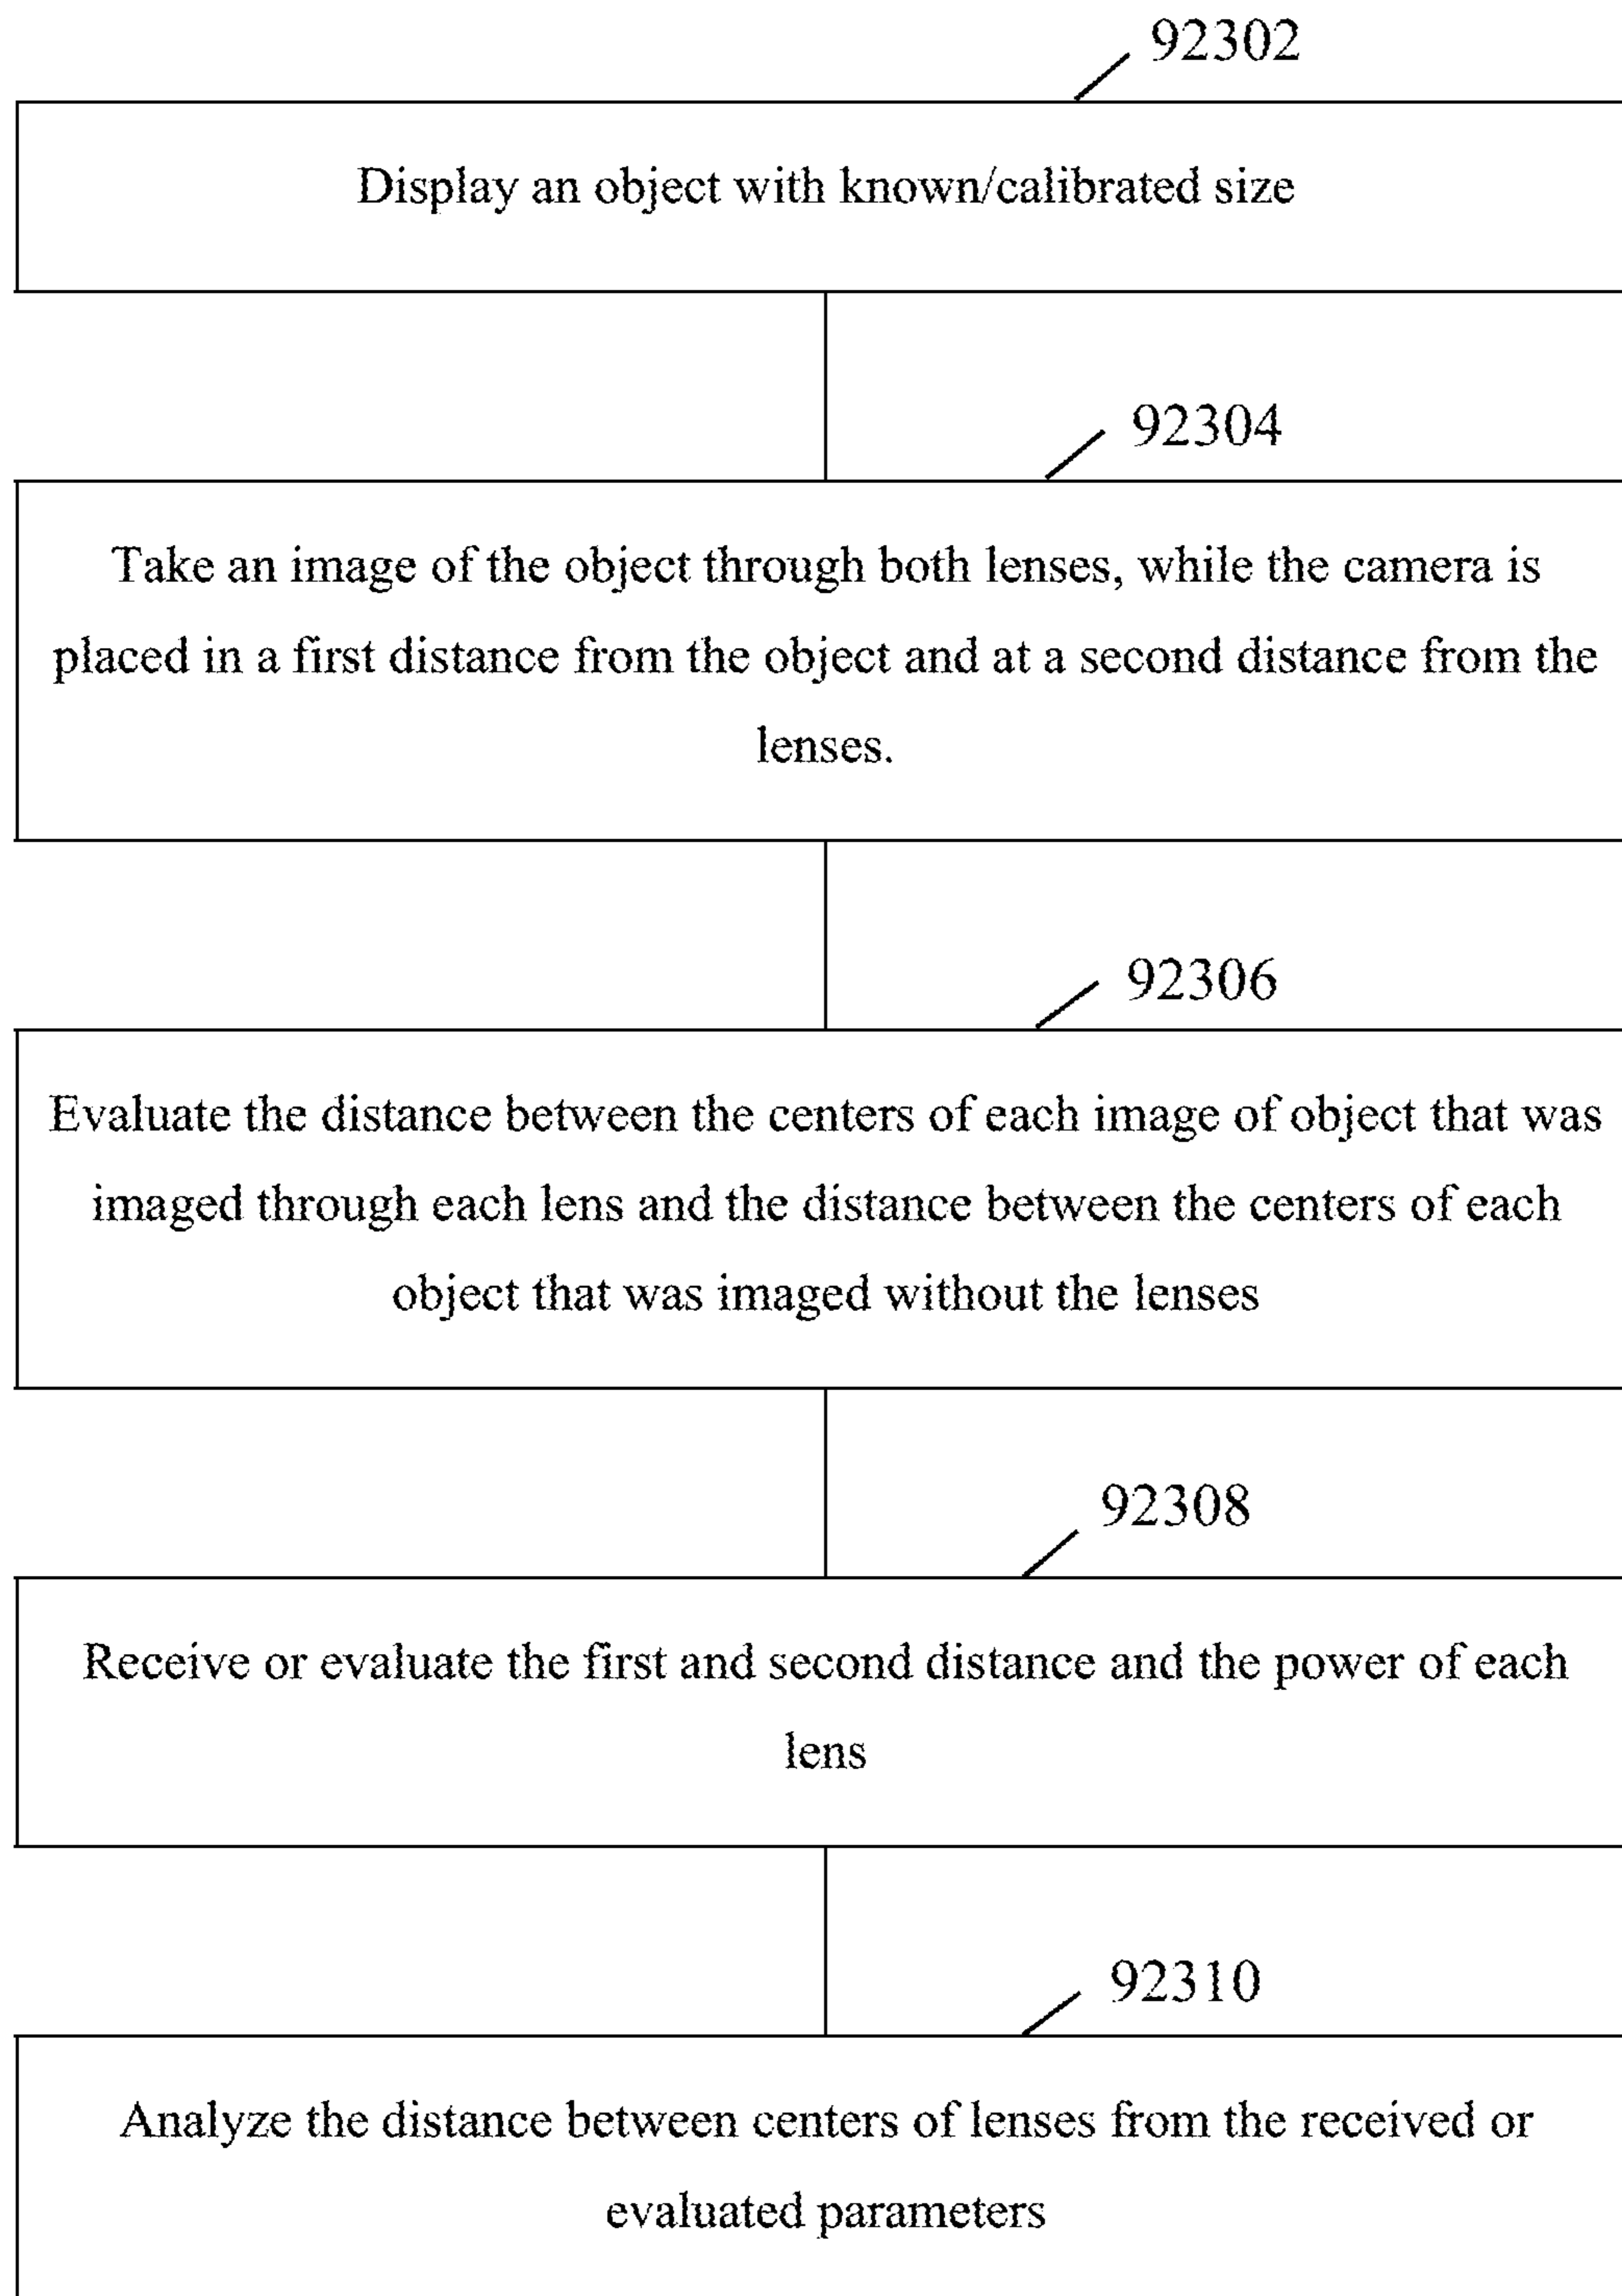 92302
Display an object with known/calibrated size
92304
Take an image of the object through both lenses, while the camera is
placed in a first distance from the object and at a second distance from the
lenses.
92306
Evaluate the distance between the centers of each image of object that was
imaged through each lens and the distance between the centers of each
object that was imaged without the lenses
92308
Receive or evaluate the first and second distance and the power of each
lens
92310
Analyze the distance between centers of lenses from the received or
evaluated parameters